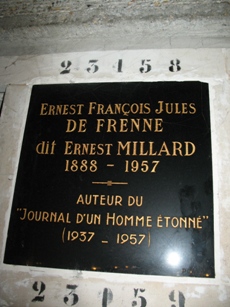 23158
ERNEST FRANÇOIS JULES
DE FRENNE
dit ERNEST MILLARD
1888 - 1957
AUTEUR DU
"JOURNAL D'UN HOMME ÉTONNÉ"
(1937 - 1957)
23159